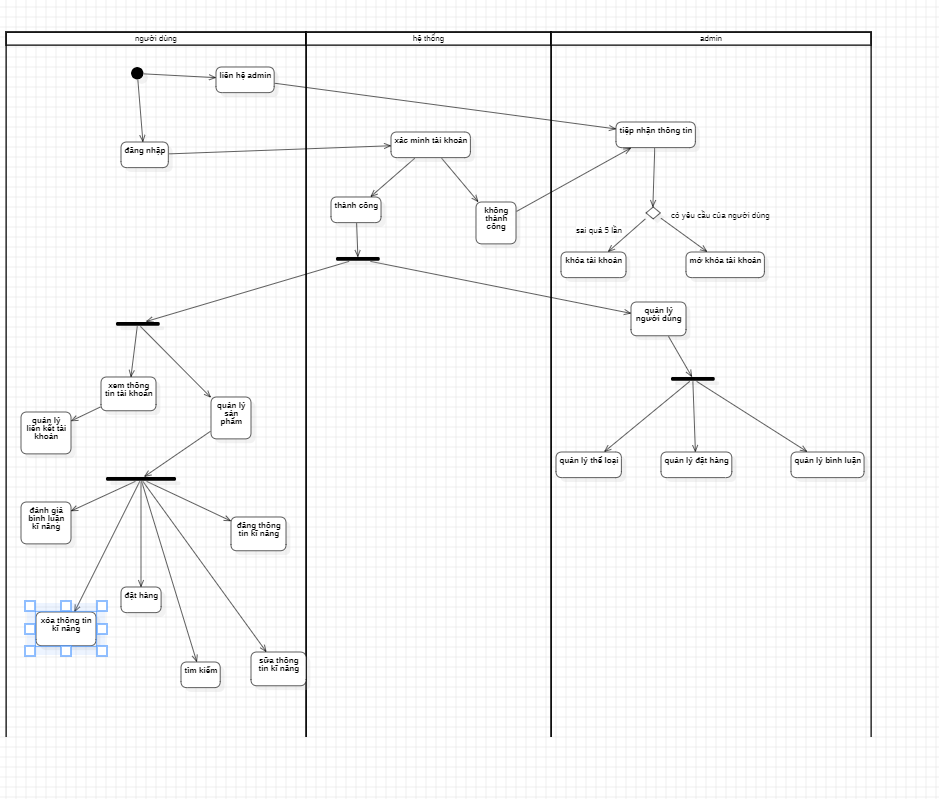 người dùng
hệ thống
admin
liên hệ admin
đăng nhập
xác minh tài khoản
tiếp nhận thông tin
thành công
không
thành
công
có yêu cầu của người dùng
sai quá 5 lần
khóa tài khoản
mở khóa tài khoản
quản lý
người dùng
xem thông
tin tài khoản
quản lý
liên kết tài
khoản
quản lý
sản
phẩm
quản lý thể loại
quản lý đặt hàng
quản lý bình luận
đánh giá
bình luận
kĩ năng
đăng thông
tin kĩ năng
đặt hàng
xóa thông tin
kĩ năng
tìm kiếm
sửa thông
tin kĩ năng